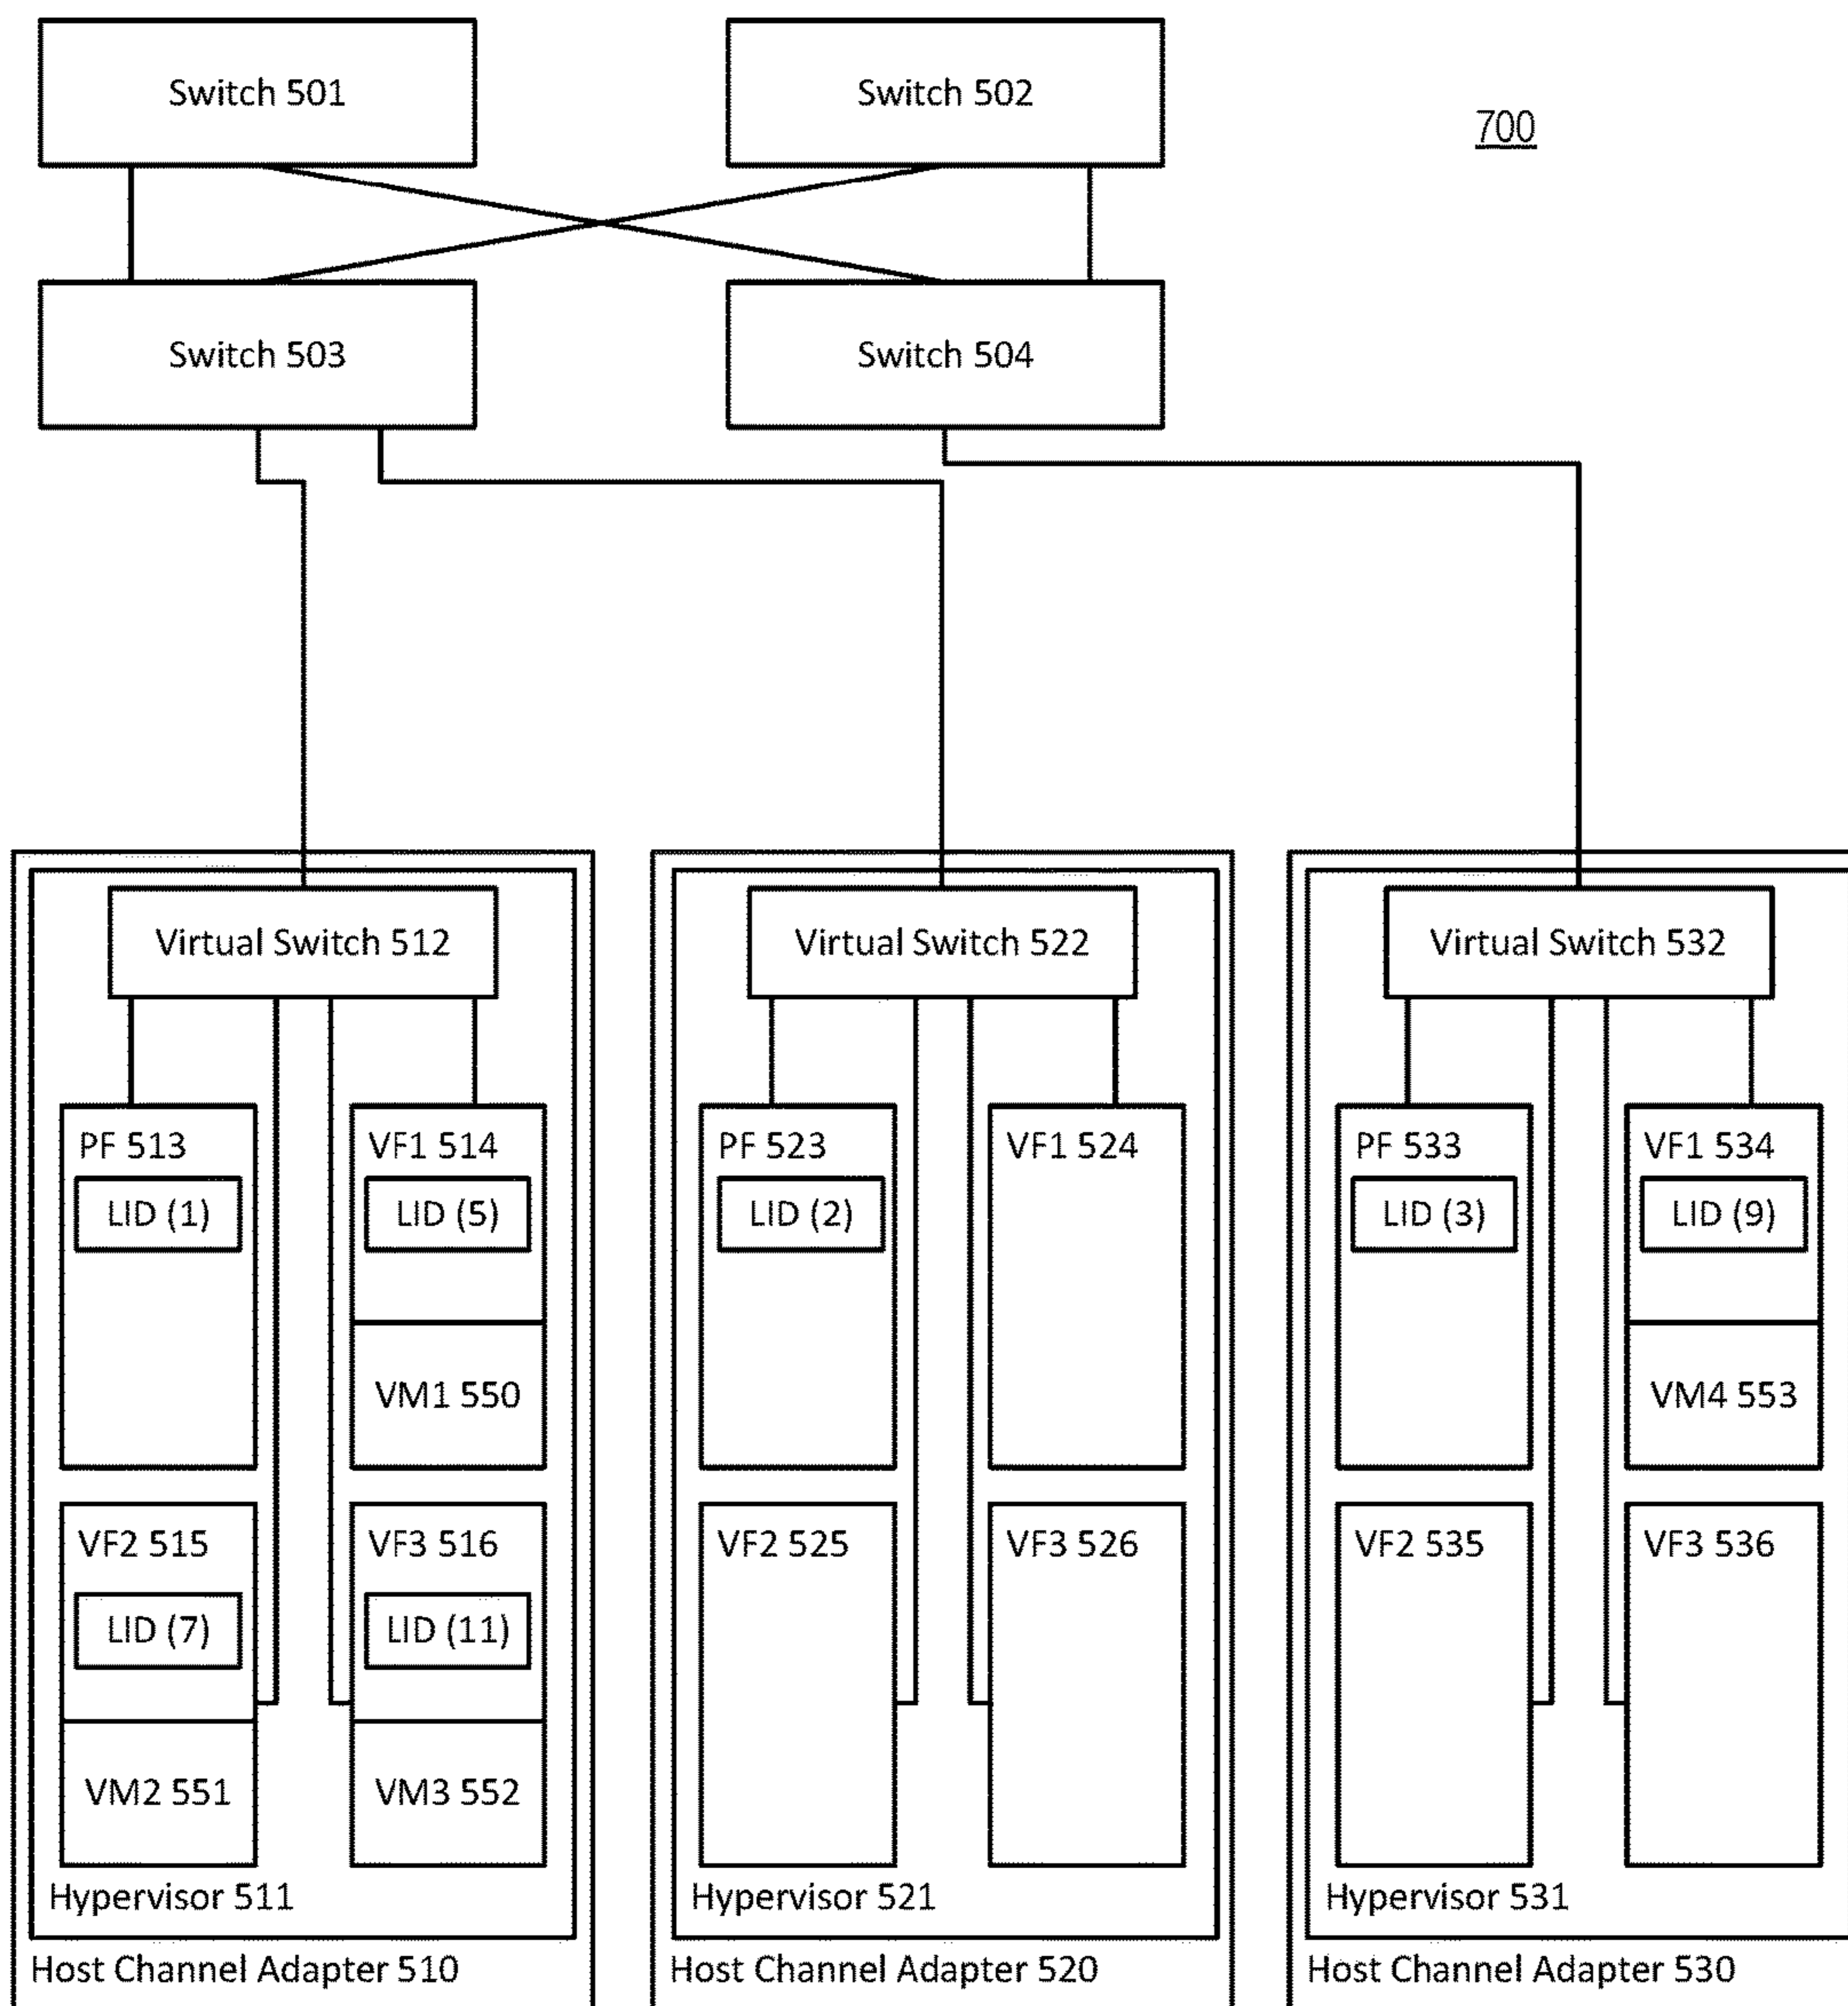 Switch 501
Switch 502
700
Switch 503
Switch 504
Virtual Switch 512
PF 513
LID (1)
VF1 514
LID (5)
VM1 550
VF2 515
LID (7)
VM2 551
VF3 516
LID (11)
VM3 552
Hypervisor 511
Host Channel Adapter 510
Virtual Switch 522
PF 523
LID (2)
VF1 524
VF2 525
VF3 526
Hypervisor 521
Host Channel Adapter 520
Virtual Switch 532
PF 533
LID (3)
VF1 534
LID (9)
VM4 553
VF2 535
VF3 536
Hypervisor 531
Host Channel Adapter 530